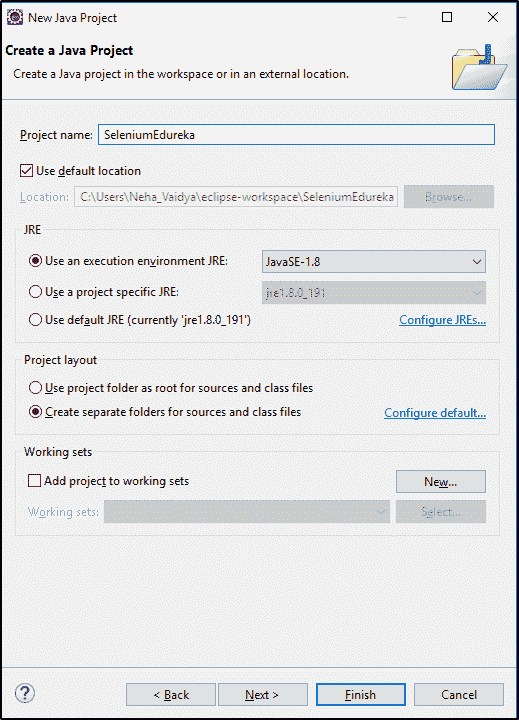 New Java Project
Create a Java Project
Create a Java project in the workspace or in an external location.
Project name: SeleniumEdureka
Use default location
Location: C:\Users\Neha_Vaidya\eclipse-workspace\SeleniumEdureka Browse...
JRE
Use an execution environment JRE: JavaSE-1.8
Use a project specific JRE: jre1.8.0_191
Use default JRE (currently 'jre1.8.0_191') Configure JREs...
Project layout
Use project folder as root for sources and class files
Create separate folders for sources and class files Configure default...
Working sets
Add project to working sets New...
Working sets: Select...
? < Back Next > Finish Cancel